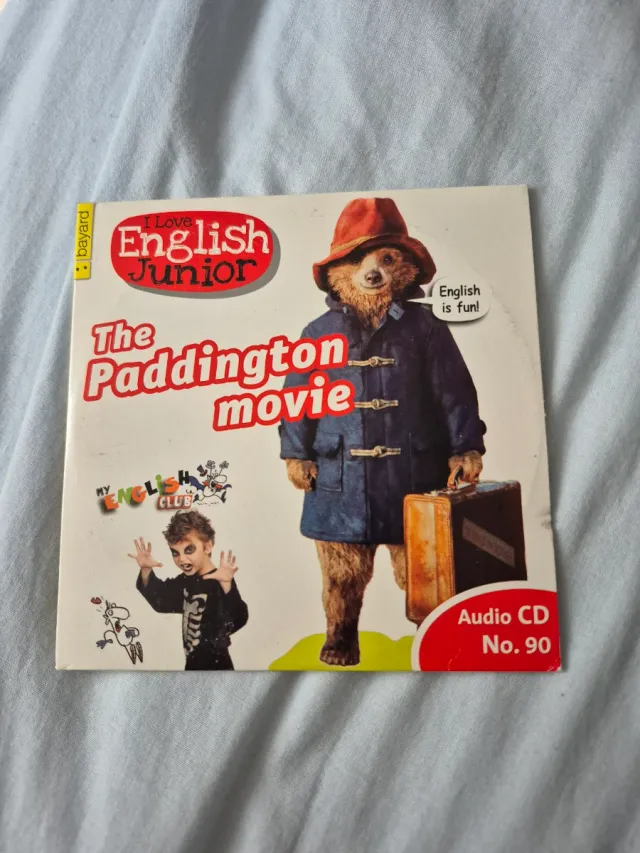 bayard
I Love
English
Junior
English
is fun!
The
Paddington
movie
MY
ENGLISH
CLUB
Audio CD
No. 90